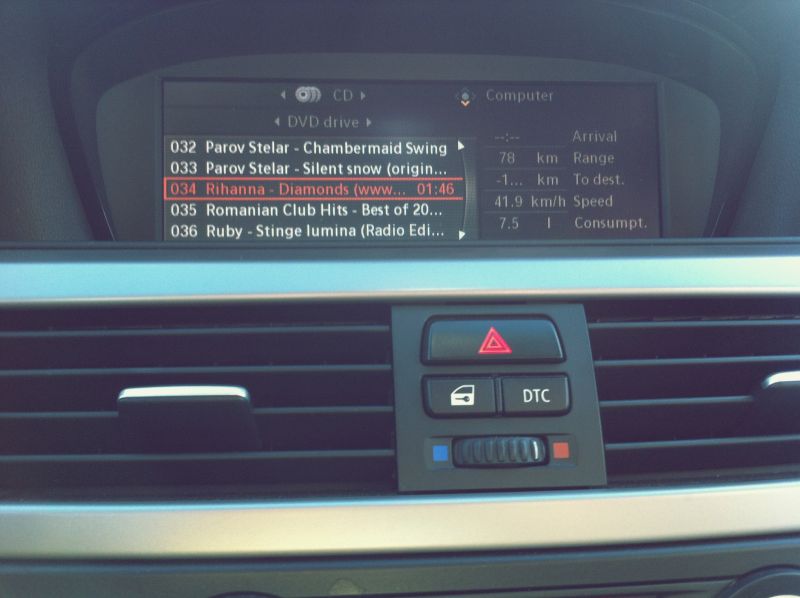 CD
Computer
DVD drive
032 Parov Stelar - Chambermaid Swing
033 Parov Stelar - Silent snow (origin...
034 Rihanna - Diamonds (www... 01:46
035 Romanian Club Hits - Best of 20...
036 Ruby - Stinge lumina (Radio Edi...
--:-- Arrival
78 km Range
-1... km To dest.
41.9 km/h Speed
7.5 l Consumpt.
DTC